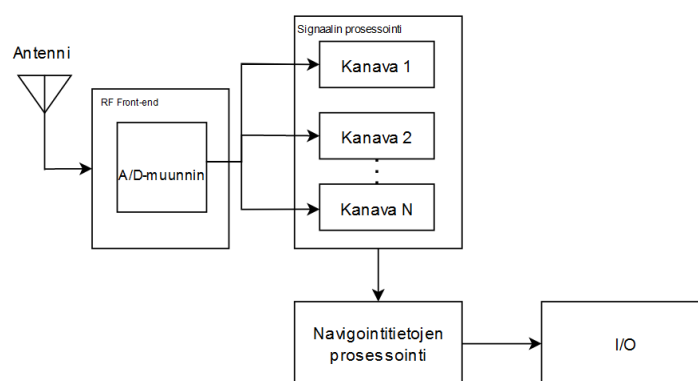 Signaalin prosessointi
Antenni
Kanava 1
RF Front-end
A/D-muunnin
Kanava 2
Kanava N
Navigointitietojen
prosessointi
I/O